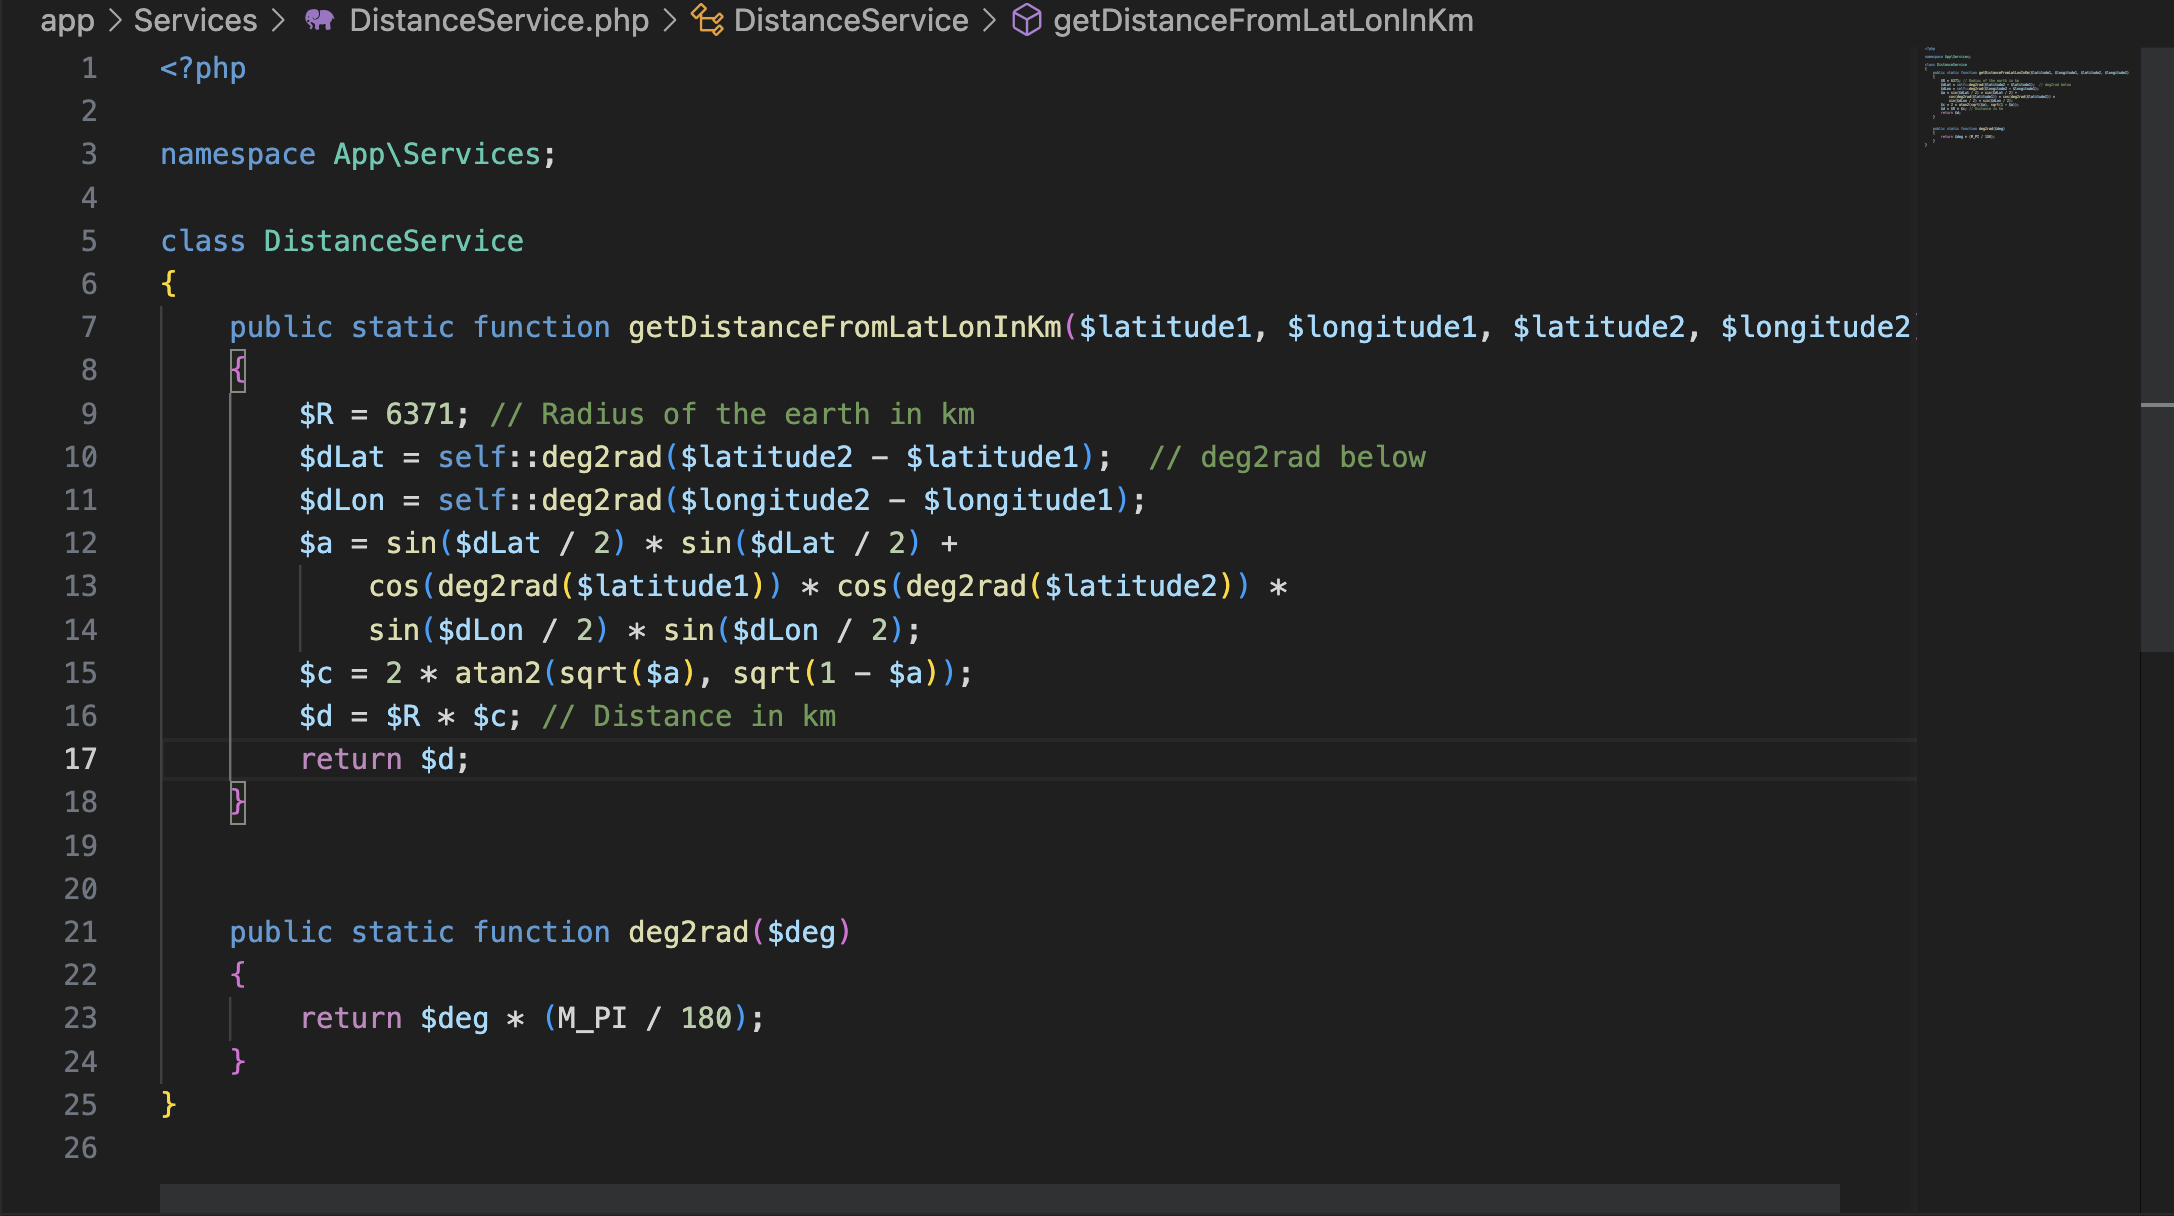 app > Services > DistanceService.php > DistanceService > getDistanceFromLatLonInKm
1 <?php
2
3 namespace App\Services;
4
5 class DistanceService
6 {
7     public static function getDistanceFromLatLonInKm($latitude1, $longitude1, $latitude2, $longitude2
8     {
9         $R = 6371; // Radius of the earth in km
10         $dLat = self::deg2rad($latitude2 - $latitude1);  // deg2rad below
11         $dLon = self::deg2rad($longitude2 - $longitude1);
12         $a = sin($dLat / 2) * sin($dLat / 2) +
13             cos(deg2rad($latitude1)) * cos(deg2rad($latitude2)) *
14             sin($dLon / 2) * sin($dLon / 2);
15         $c = 2 * atan2(sqrt($a), sqrt(1 - $a));
16         $d = $R * $c; // Distance in km
17         return $d;
18     }
19
20
21     public static function deg2rad($deg)
22     {
23         return $deg * (M_PI / 180);
24     }
25 }
26